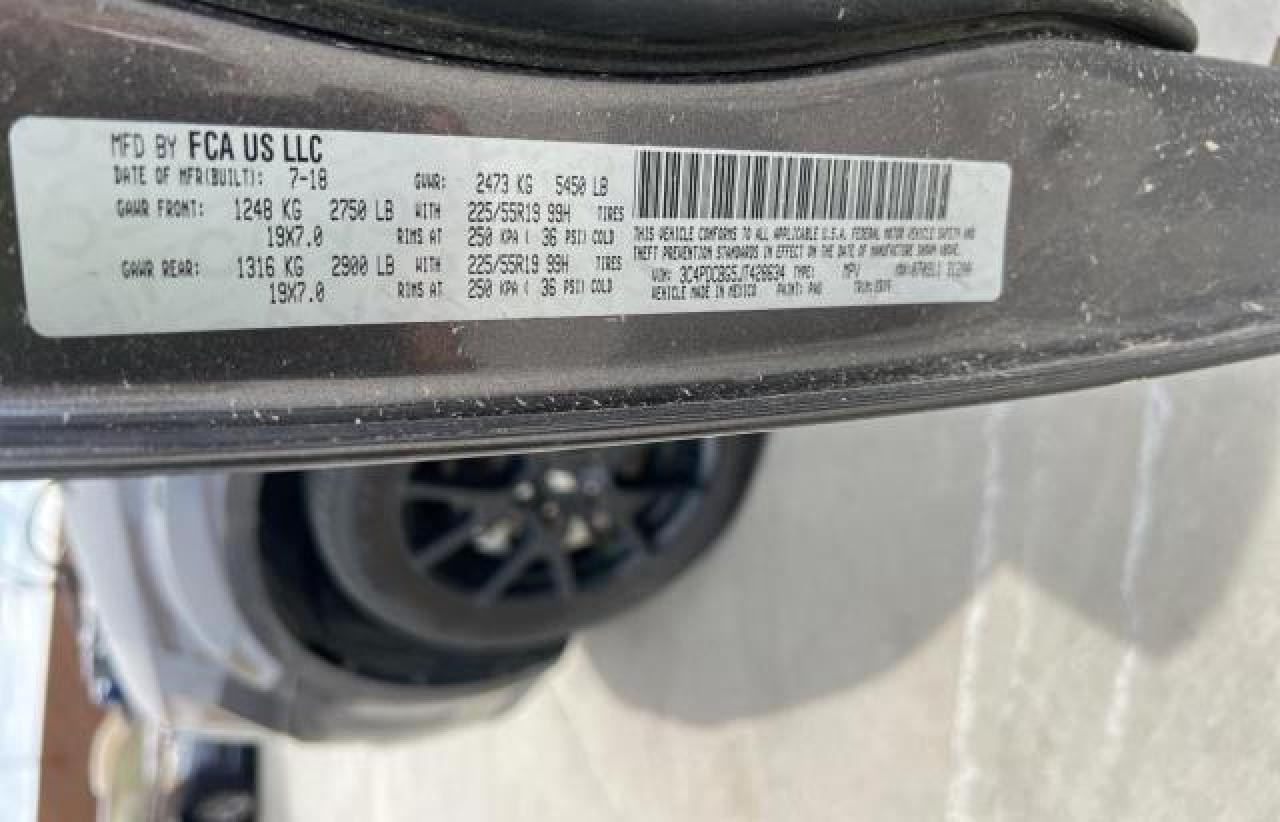 MFD BY FCA US LLC
DATE OF MFR(BUILT): 7-18 GVWR: 2473 KG 5450 LB
GAWR FRONT: 1248 KG 2750 LB WITH 225/55R19 99H TIRES
19X7.0 RIMS AT 250 KPA ( 36 PSI) COLD
GAWR REAR: 1316 KG 2900 LB WITH 225/55R19 99H TIRES
19X7.0 RIMS AT 250 KPA ( 36 PSI) COLD
THIS VEHICLE CONFORMS TO ALL APPLICABLE U.S.A. FEDERAL MOTOR VEHICLE SAFETY AND
THEFT PREVENTION STANDARDS IN EFFECT ON THE DATE OF MANUFACTURE SHOWN ABOVE.
VIN: 3C4PDCBG5JT426634 TYPE: MPV
VEHICLE MADE IN MEXICO PAINT: PAU TRIM: